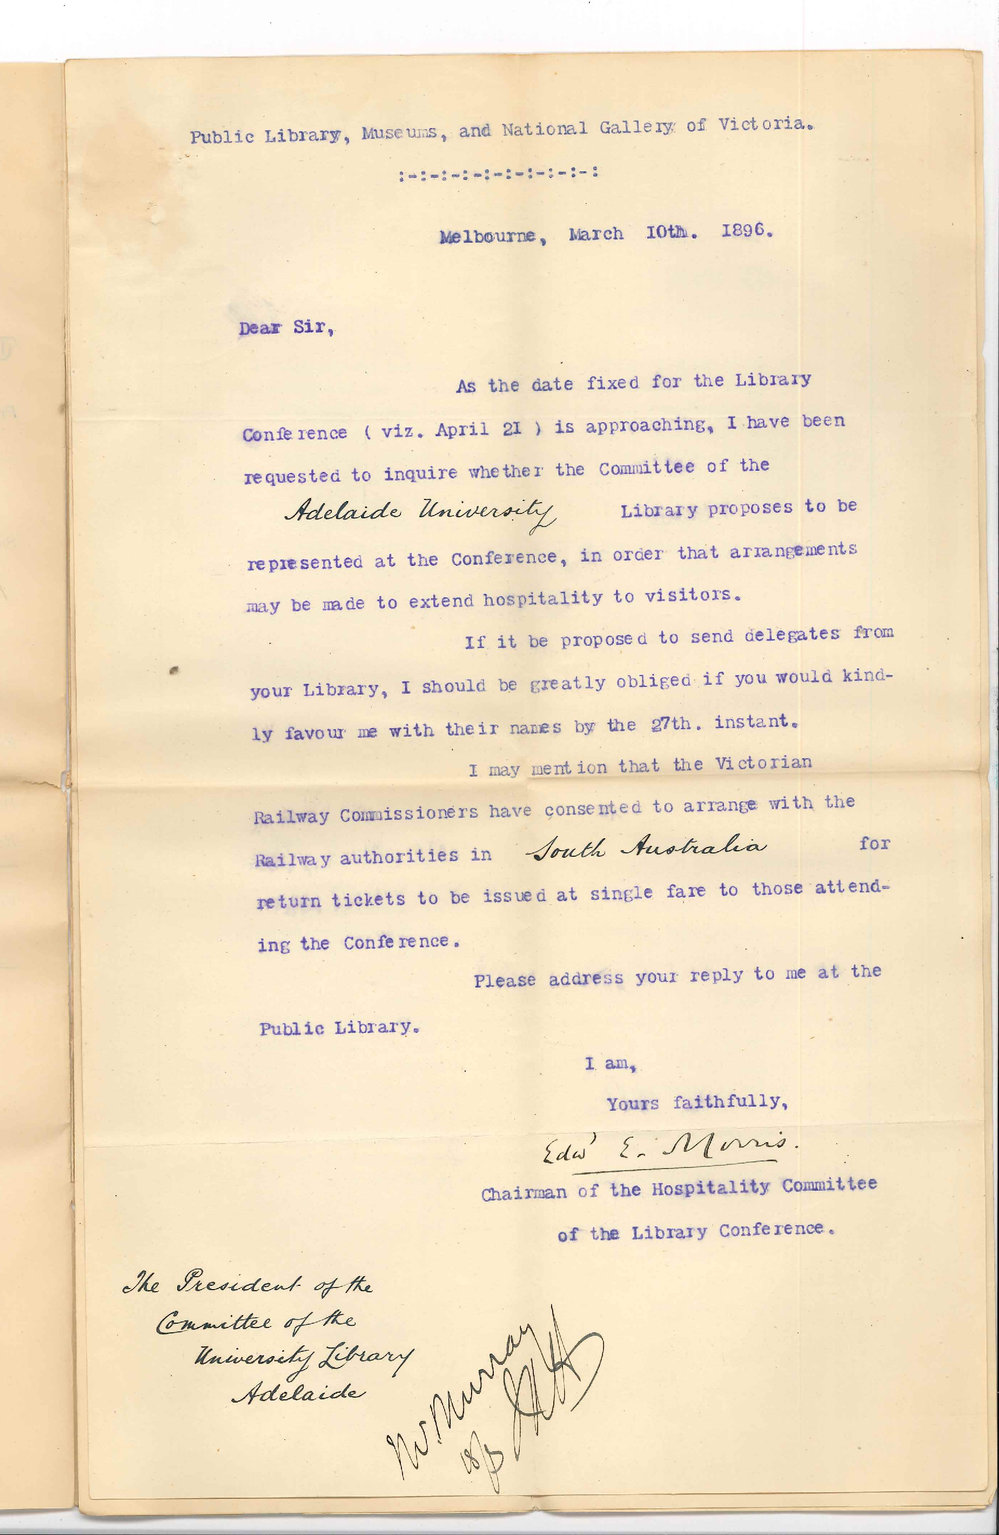 Public Library, Museums, and National Gallery of Victoria.
:-:-:-:-:-:-:-:-:-:
Melbourne, March 10th. 1896.
Dear Sir,
As the date fixed for the Library
Conference ( viz. April 21 ) is approaching, I have been
requested to inquire whether the Committee of the
Adelaide University Library proposes to be
represented at the Conference, in order that arrangements
may be made to extend hospitality to visitors.
If it be proposed to send delegates from
your Library, I should be greatly obliged if you would kind-
ly favour me with their names by the 27th. instant.
I may mention that the Victorian
Railway Commissioners have consented to arrange with the
Railway authorities in South Australia for
return tickets to be issued at single fare to those attend-
ing the Conference.
Please address your reply to me at the
Public Library.
I am,
Yours faithfully,
Edw E. Morris.
Chairman of the Hospitality Committee
of the Library Conference.
The President of the
Committee of the
University Library
Adelaide
Mr. Murray
18/3